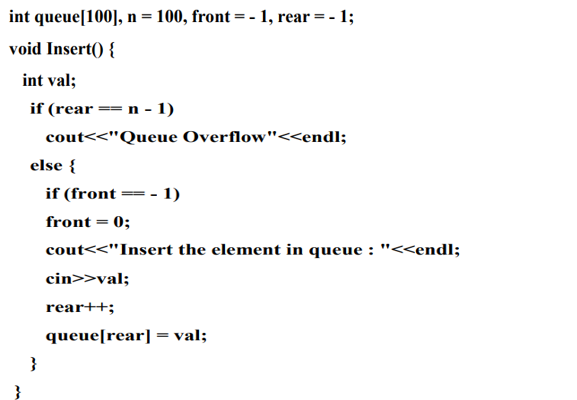 int queue[100], n = 100, front = - 1, rear = - 1;
void Insert() {
int val;
if (rear == n - 1)
cout<<"Queue Overflow"<<endl;
else {
if (front == - 1)
front = 0;
cout<<"Insert the element in queue : "<<endl;
cin>>val;
rear++;
queue[rear] = val;
}
}